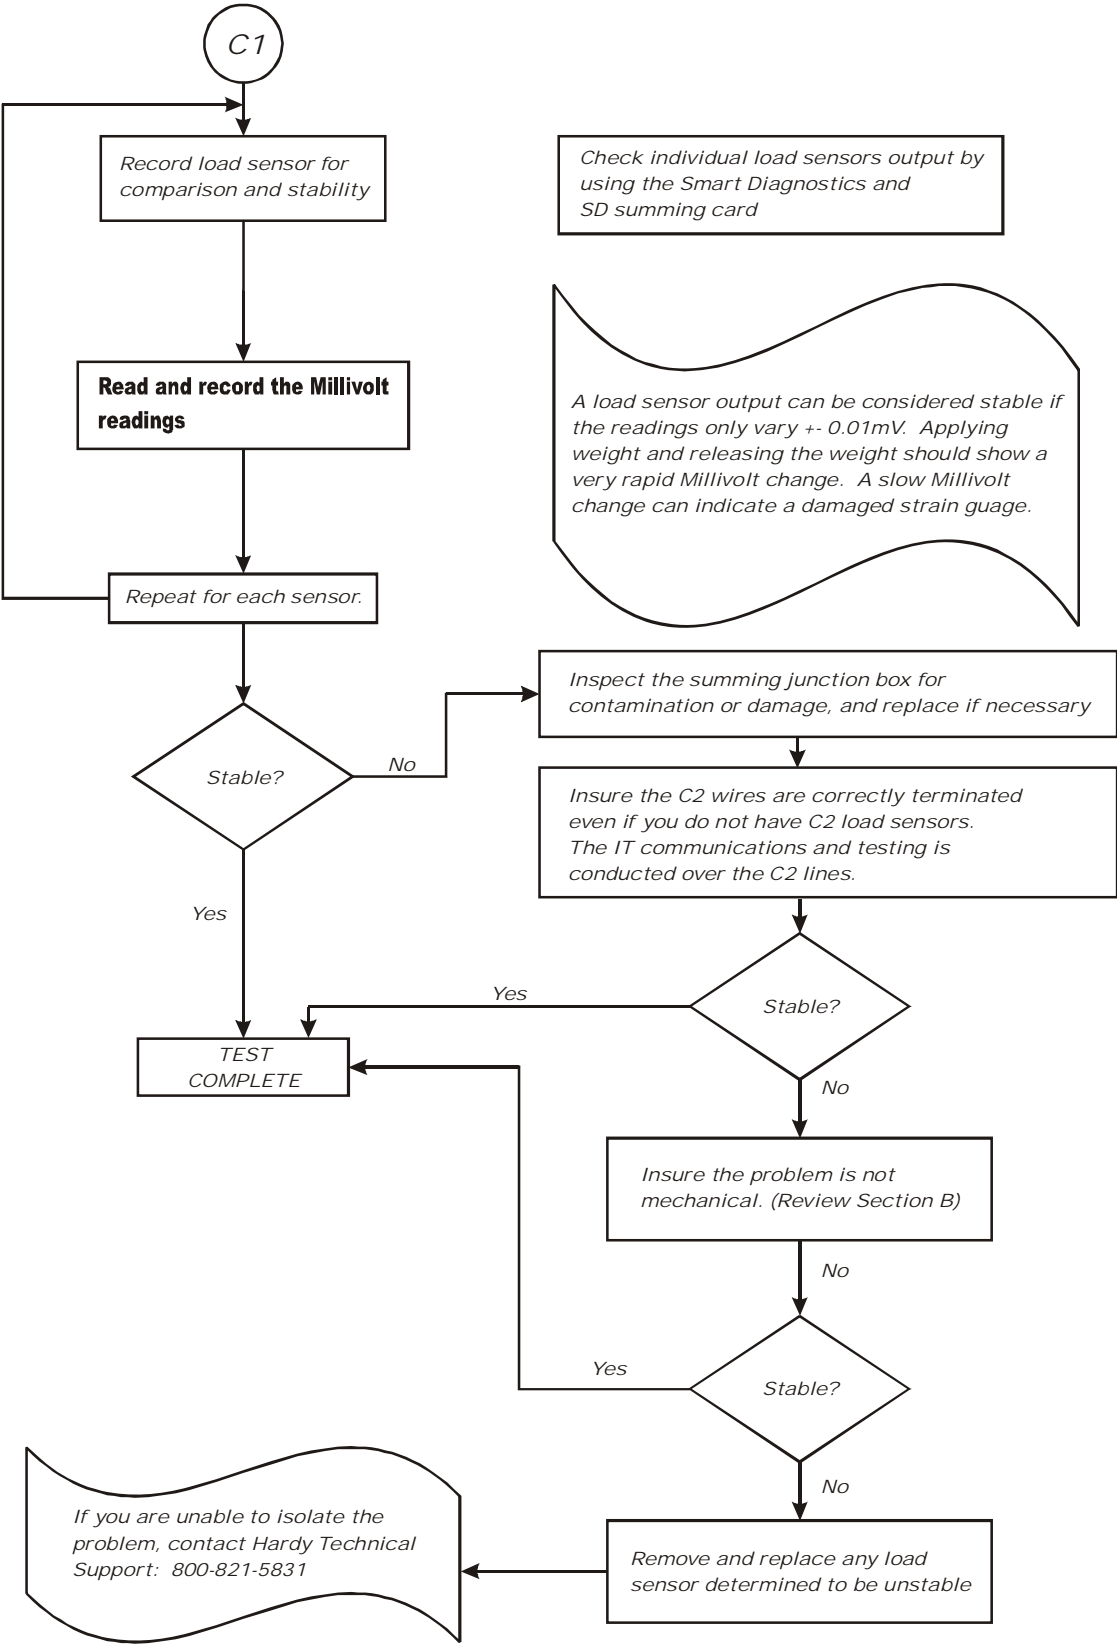 C1
Record load sensor for
comparison and stability
Check individual load sensors output by
using the Smart Diagnostics and
SD summing card
Read and record the Millivolt
readings
A load sensor output can be considered stable if
the readings only vary +- 0.01mV. Applying
weight and releasing the weight should show a
very rapid Millivolt change. A slow Millivolt
change can indicate a damaged strain guage.
Repeat for each sensor.
Stable?
No
Inspect the summing junction box for
contamination or damage, and replace if necessary
Insure the C2 wires are correctly terminated
even if you do not have C2 load sensors.
The IT communications and testing is
conducted over the C2 lines.
Yes
Stable?
Yes
TEST
COMPLETE
No
Insure the problem is not
mechanical. (Review Section B)
No
Stable?
Yes
No
If you are unable to isolate the
problem, contact Hardy Technical
Support: 800-821-5831
Remove and replace any load
sensor determined to be unstable